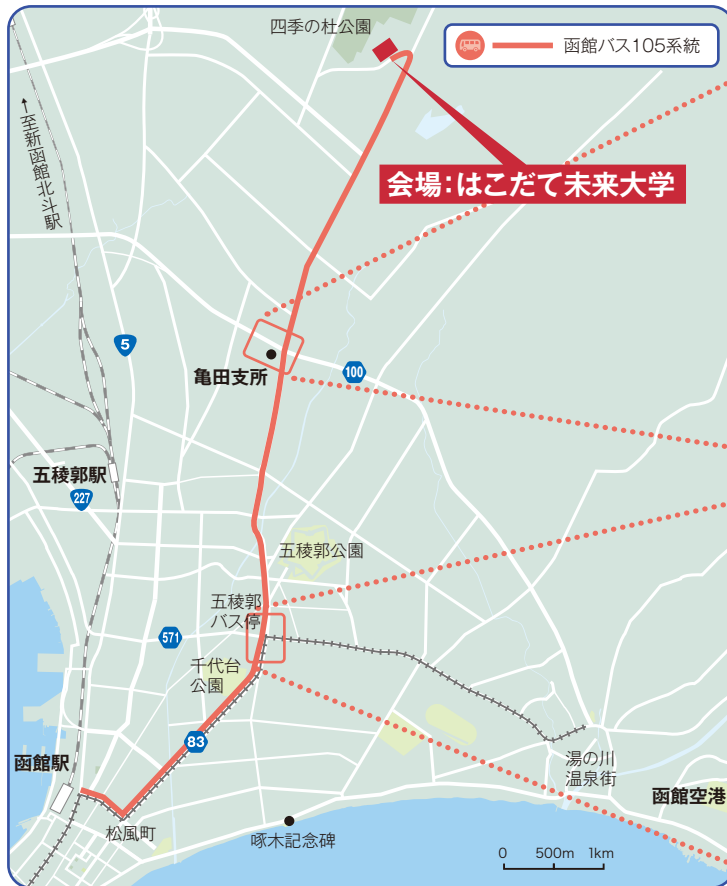 四季の杜公園
函館バス105系統
←至新函館北斗駅
会場:はこだて未来大学
5
亀田支所
100
五稜郭駅
227
五稜郭公園
五稜郭
バス停
571
千代台
公園
83
函館駅
湯の川
温泉街
函館空港
松風町
啄木記念碑
0 500m 1km